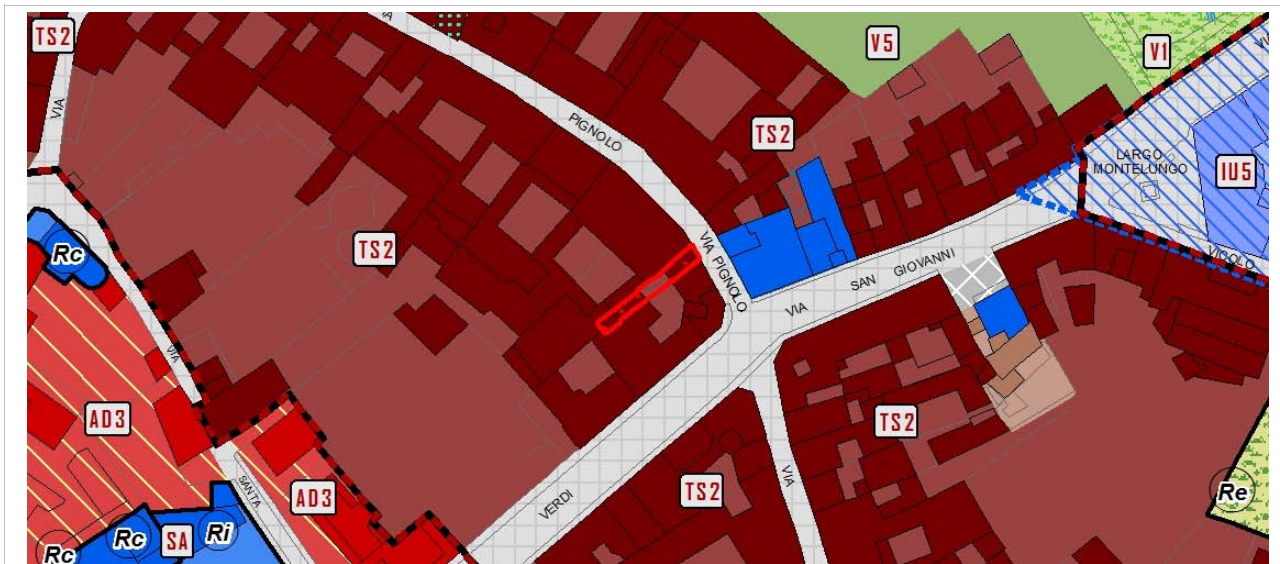 TS2
VIA
V5
V1
PIGNOLO
TS2
LARGO
MONTELUNGO
IU5
Rc
TS2
VIA PIGNOLO
VIA SAN GIOVANNI
VICOLO
VIA
AD3
TS2
AD3
SANTA
VERDI
TS2
VIA
Re
Rc
Rc
SA
Ri